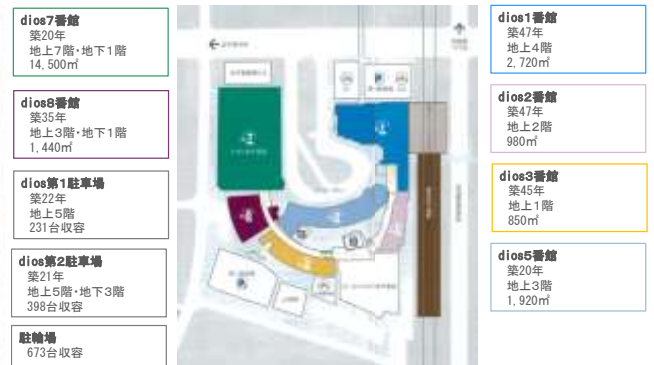 dios7番館
築20年
地上7階・地下1階
14,500㎡
dios8番館
築35年
地上3階・地下1階
1,440㎡
dios第1駐車場
築22年
地上5階
231台収容
dios第2駐車場
築21年
地上5階・地下3階
398台収容
駐輪場
673台収容
dios1番館
築47年
地上4階
2,720㎡
dios2番館
築47年
地上2階
980㎡
dios3番館
築45年
地上1階
850㎡
dios5番館
築20年
地上3階
1,920㎡